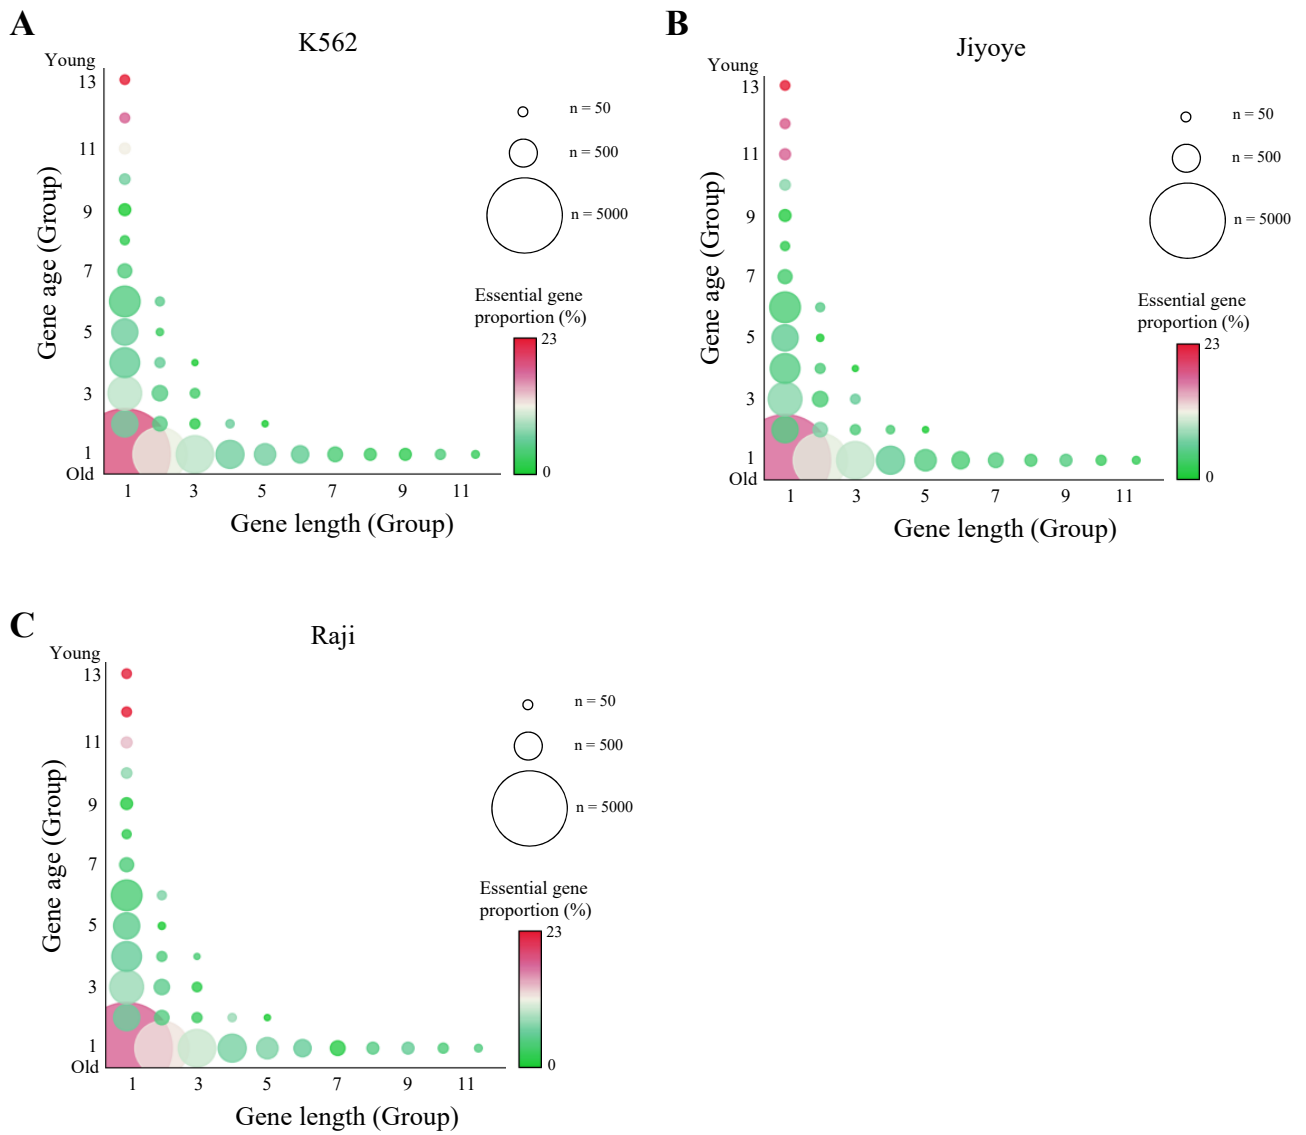 A
K562
Young
13
11
9
7
5
3
1
Old
Gene age (Group)
1 3 5 7 9 11
Gene length (Group)
n = 50
n = 500
n = 5000
Essential gene
proportion (%)
23
0
B
Jiyoye
Young
13
11
9
7
5
3
1
Old
Gene age (Group)
1 3 5 7 9 11
Gene length (Group)
n = 50
n = 500
n = 5000
Essential gene
proportion (%)
23
0
C
Raji
Young
13
11
9
7
5
3
1
Old
Gene age (Group)
1 3 5 7 9 11
Gene length (Group)
n = 50
n = 500
n = 5000
Essential gene
proportion (%)
23
0